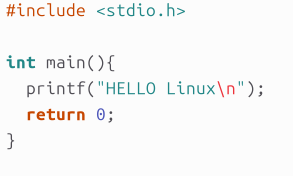 #include <stdio.h>
int main(){
printf("HELLO Linux\n");
return 0;
}